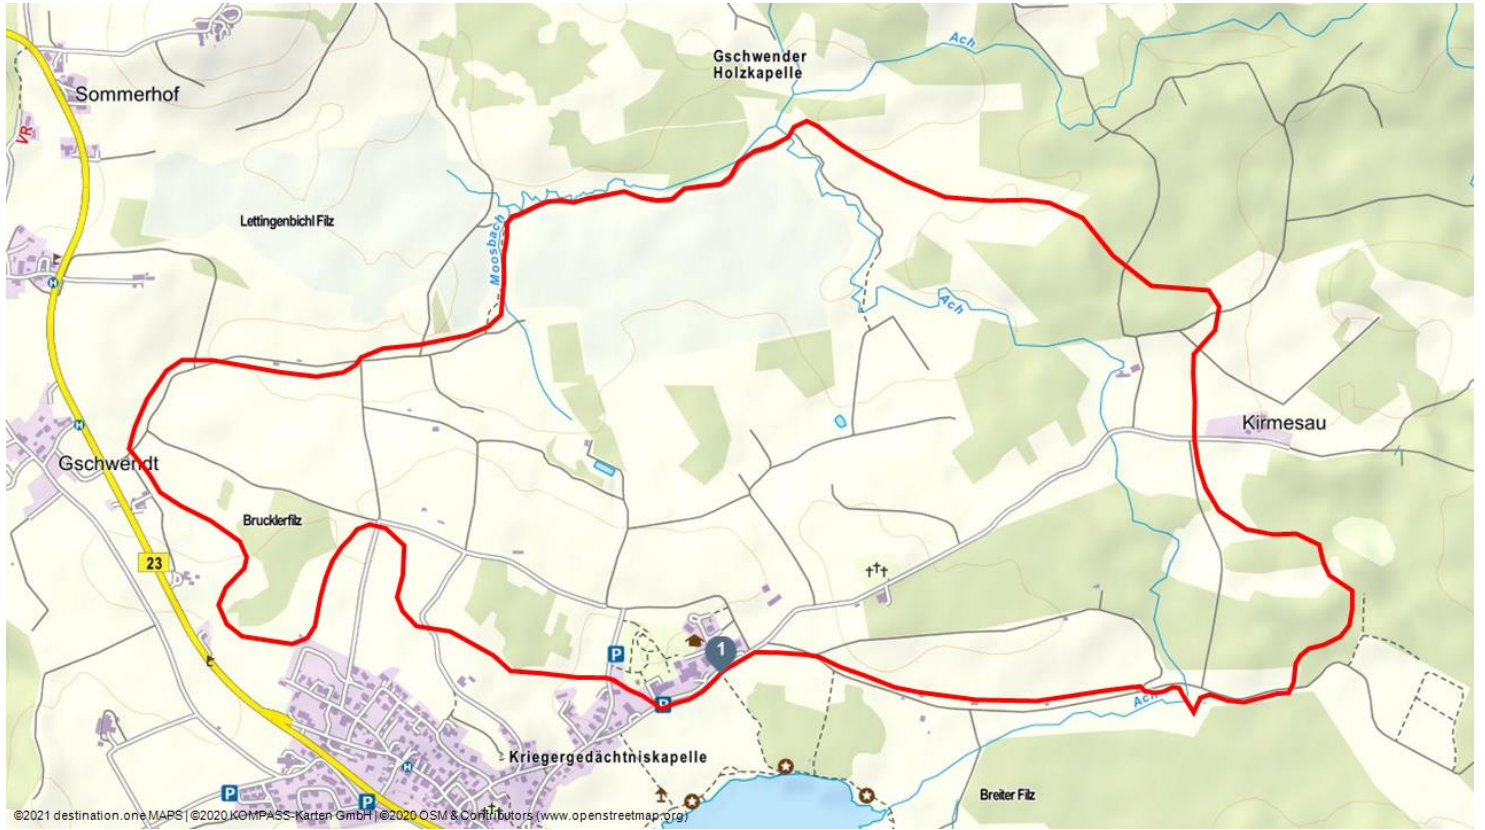 Ach
Gschwender
Holzkapelle
Sommerhof
VR
Lettingenbichl Filz
Moosbach
H
Ach
Kirmesau
H
Gschwendt
Brucklerfilz
23
1
P
P
Ach
Kriegergedächtniskapelle
H
P
P
Breiter Filz
©2021 destination.one MAPS | ©2020 KOMPASS-Karten GmbH | ©2020 OSM & Contributors (www.openstreetmap.org)